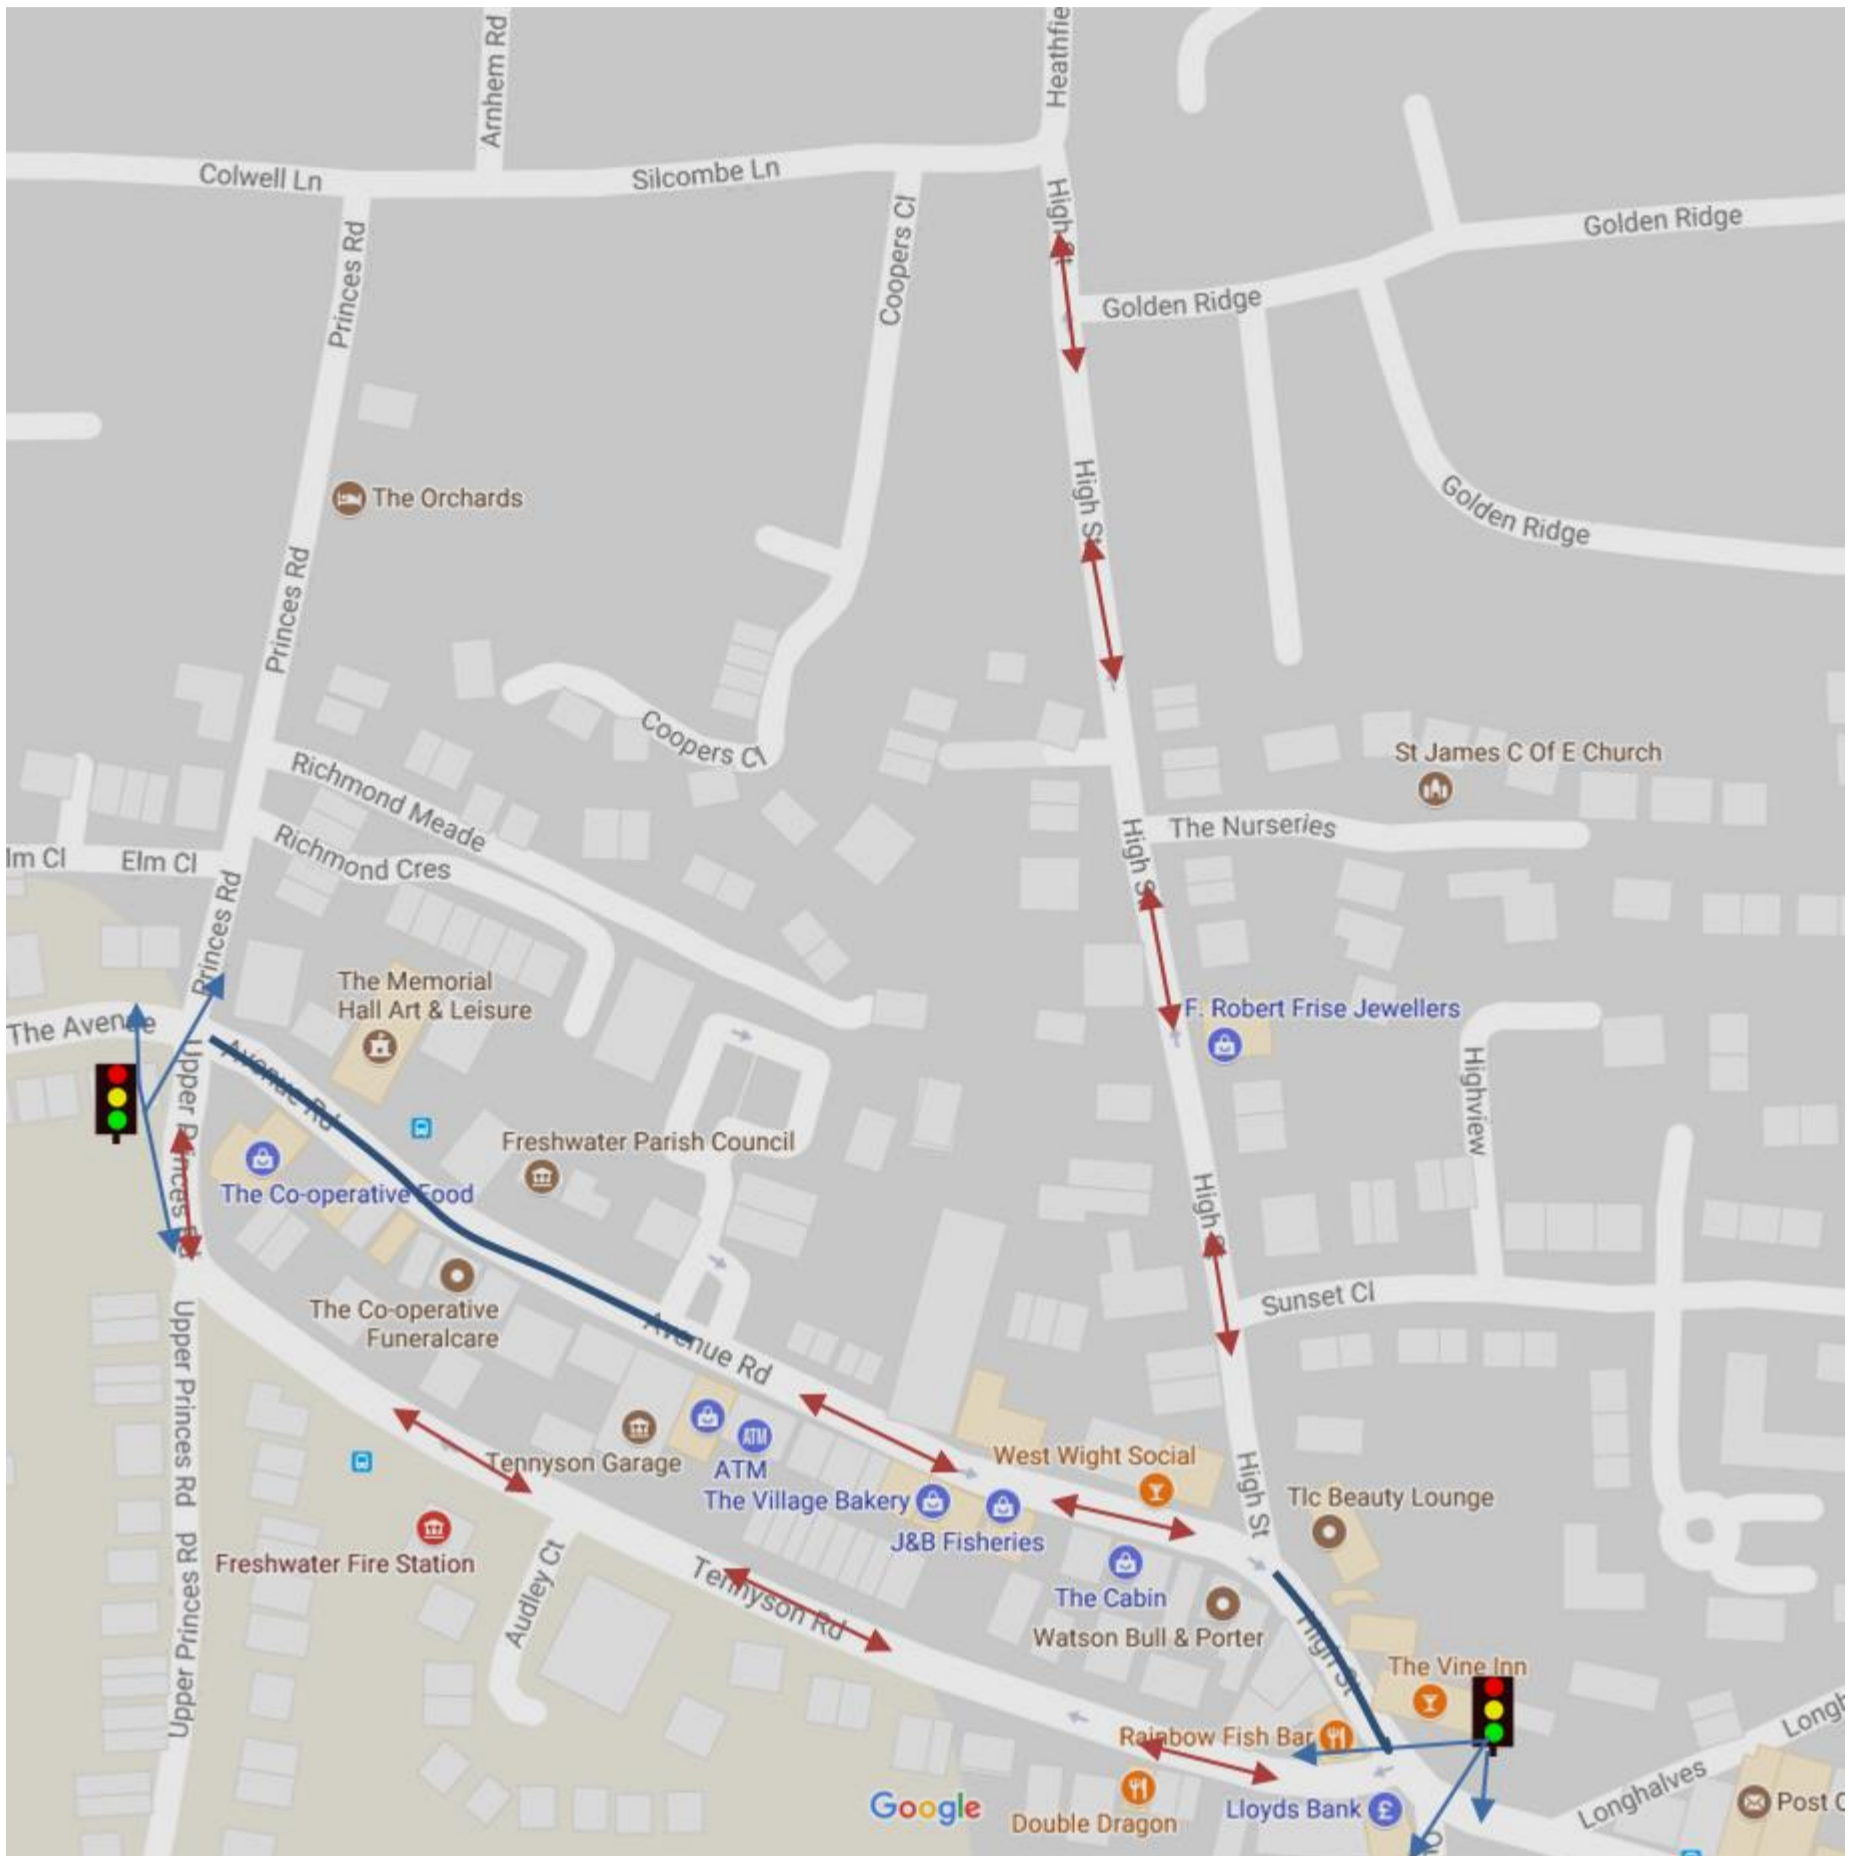 Arnhem Rd
Heathfie
Colwell Ln
Silcombe Ln
High St
Golden Ridge
Princes Rd
Coopers Cl
Golden Ridge
High St
The Orchards
Golden Ridge
Princes Rd
Coopers Cl
St James C Of E Church
Richmond Meade
The Nurseries
High St
lm Cl
Elm Cl
Richmond Cres
Princes Rd
The Memorial
Hall Art & Leisure
F. Robert Frise Jewellers
The Avenue
Avenue Rd
Upper Princes Rd
Highview
Freshwater Parish Council
The Co-operative Food
High St
Sunset Cl
The Co-operative
Funeralcare
Avenue Rd
Upper Princes Rd
Tennyson Garage
ATM
ATM
West Wight Social
High St
Tlc Beauty Lounge
The Village Bakery
J&B Fisheries
Freshwater Fire Station
Audley Ct
Tennyson Rd
The Cabin
Watson Bull & Porter
High St
Upper Princes Rd
The Vine Inn
Rainbow Fish Bar
Longh
Longhalves
Google
Double Dragon
Lloyds Bank
£
Post O